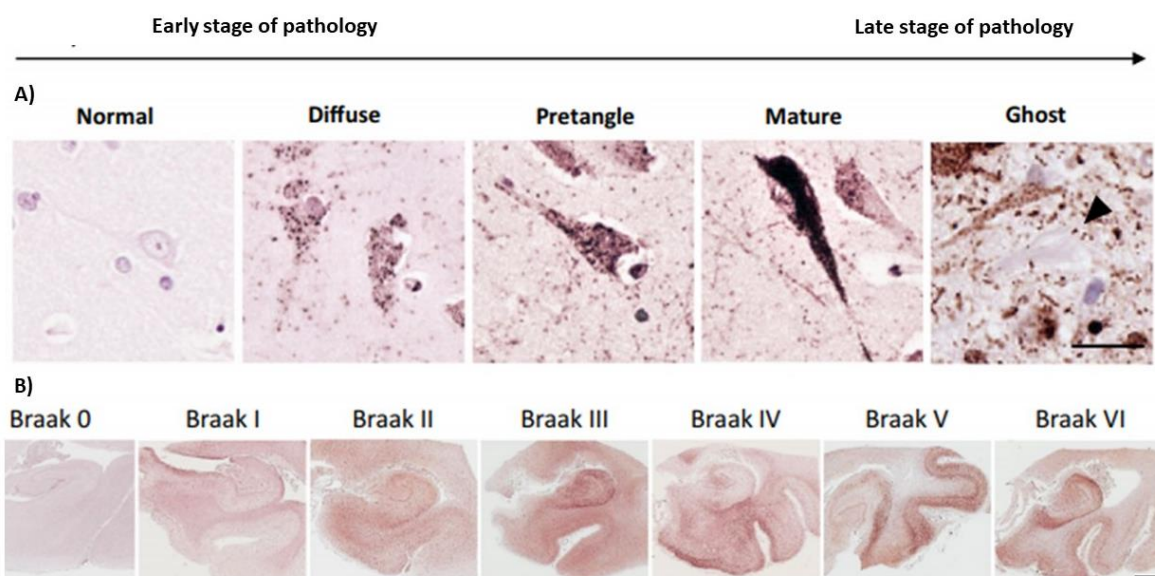 Early stage of pathology Late stage of pathology
A)
Normal Diffuse Pretangle Mature Ghost
B)
Braak 0 Braak I Braak II Braak III Braak IV Braak V Braak VI